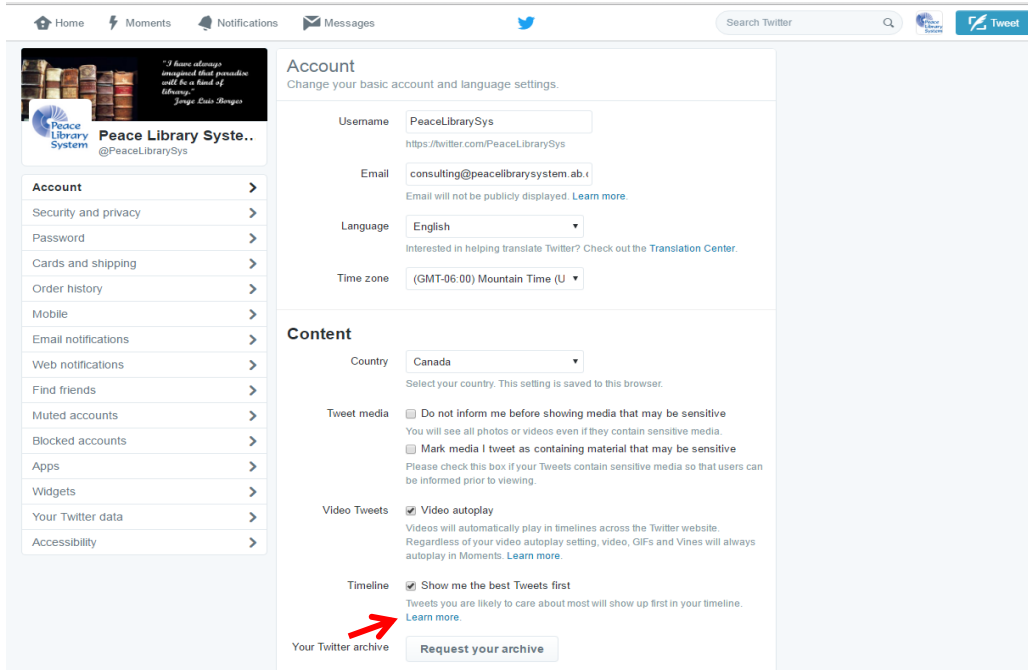 Home
Moments
Notifications
Messages
Search Twitter
Peace
Library
System
Tweet
"I have always
imagined that paradise
will be a kind of
library."
Jorge Luis Borges
Peace
Library
System
Peace Library Syste..
@PeaceLibrarySys
Account
Security and privacy
Password
Cards and shipping
Order history
Mobile
Email notifications
Web notifications
Find friends
Muted accounts
Blocked accounts
Apps
Widgets
Your Twitter data
Accessibility
Account
Change your basic account and language settings.
Username PeaceLibrarySys
https://twitter.com/PeaceLibrarySys
Email consulting@peacelibrarysystem.ab.c
Email will not be publicly displayed. Learn more.
Language English
Interested in helping translate Twitter? Check out the Translation Center.
Time zone (GMT-06:00) Mountain Time (U
Content
Country Canada
Select your country. This setting is saved to this browser.
Tweet media Do not inform me before showing media that may be sensitive
You will see all photos or videos even if they contain sensitive media.
Mark media I tweet as containing material that may be sensitive
Please check this box if your Tweets contain sensitive media so that users can
be informed prior to viewing.
Video Tweets Video autoplay
Videos will automatically play in timelines across the Twitter website.
Regardless of your video autoplay setting, video, GIFs and Vines will always
autoplay in Moments. Learn more.
Timeline Show me the best Tweets first
Tweets you are likely to care about most will show up first in your timeline.
Learn more.
Your Twitter archive Request your archive